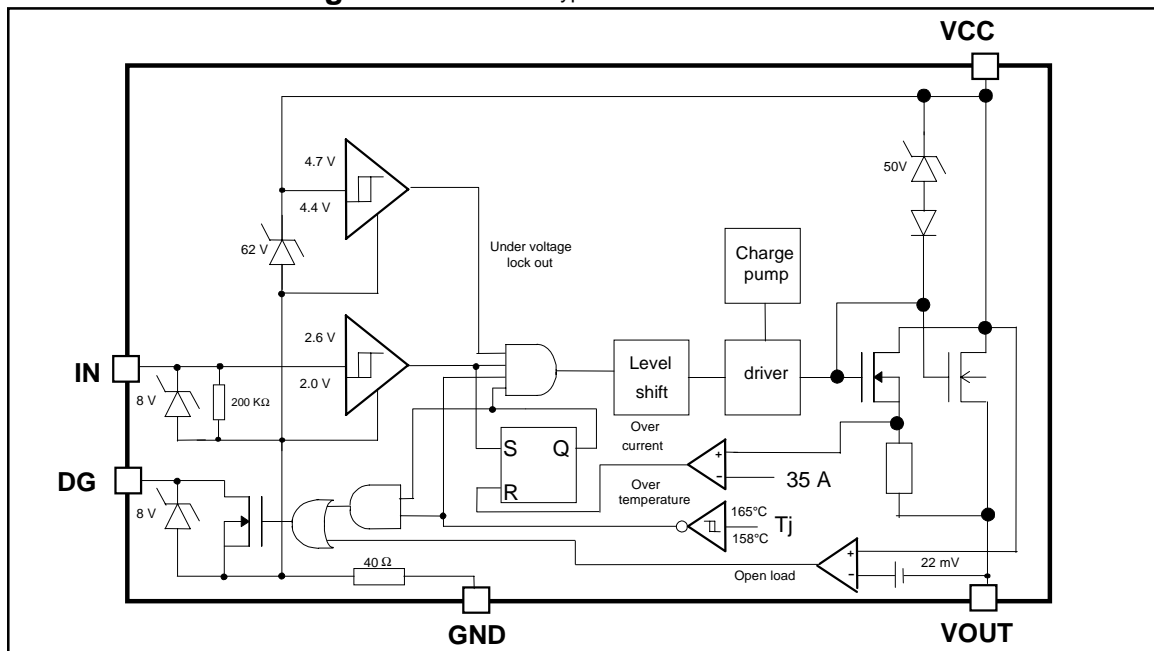 VCC
4.7 V
4.4 V
62 V
50V
Under voltage
lock out
Charge
pump
2.6 V
2.0 V
IN
8 V
200 KΩ
Level
shift
driver
Over
current
S
Q
R
+
-
35 A
DG
8 V
Over
temperature
165°C
158°C
Tj
40 Ω
Open load
+
-
22 mV
GND
VOUT